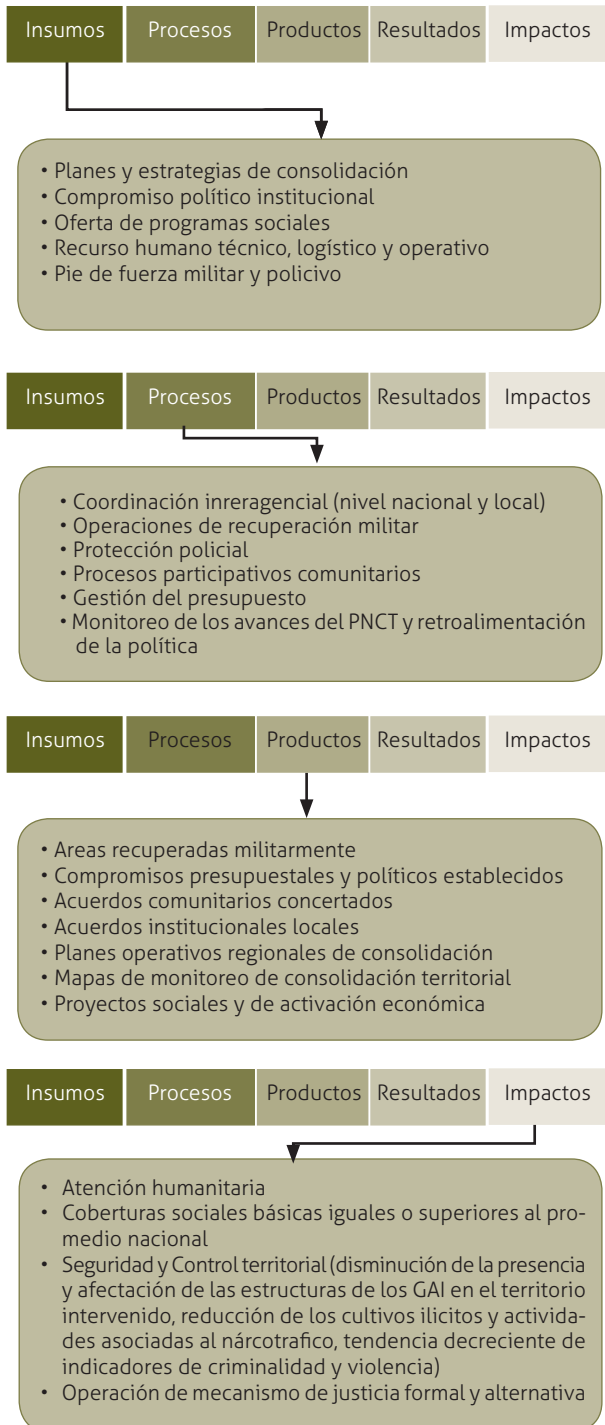 Insumos Procesos Productos Resultados Impactos
• Planes y estrategias de consolidación
• Compromiso político institucional
• Oferta de programas sociales
• Recurso humano técnico, logístico y operativo
• Pie de fuerza militar y policivo
Insumos Procesos Productos Resultados Impactos
• Coordinación inreragencial (nivel nacional y local)
• Operaciones de recuperación militar
• Protección policial
• Procesos participativos comunitarios
• Gestión del presupuesto
• Monitoreo de los avances del PNCT y retroalimentación
de la política
Insumos Procesos Productos Resultados Impactos
• Areas recuperadas militarmente
• Compromisos presupuestales y políticos establecidos
• Acuerdos comunitarios concertados
• Acuerdos institucionales locales
• Planes operativos regionales de consolidación
• Mapas de monitoreo de consolidación territorial
• Proyectos sociales y de activación económica
Insumos Procesos Productos Resultados Impactos
• Atención humanitaria
• Coberturas sociales básicas iguales o superiores al pro-
medio nacional
• Seguridad y Control territorial (disminución de la presencia
y afectación de las estructuras de los GAI en el territorio
intervenido, reducción de los cultivos ilicitos y activida-
des asociadas al nárcotrafico, tendencia decreciente de
indicadores de criminalidad y violencia)
• Operación de mecanismo de justicia formal y alternativa